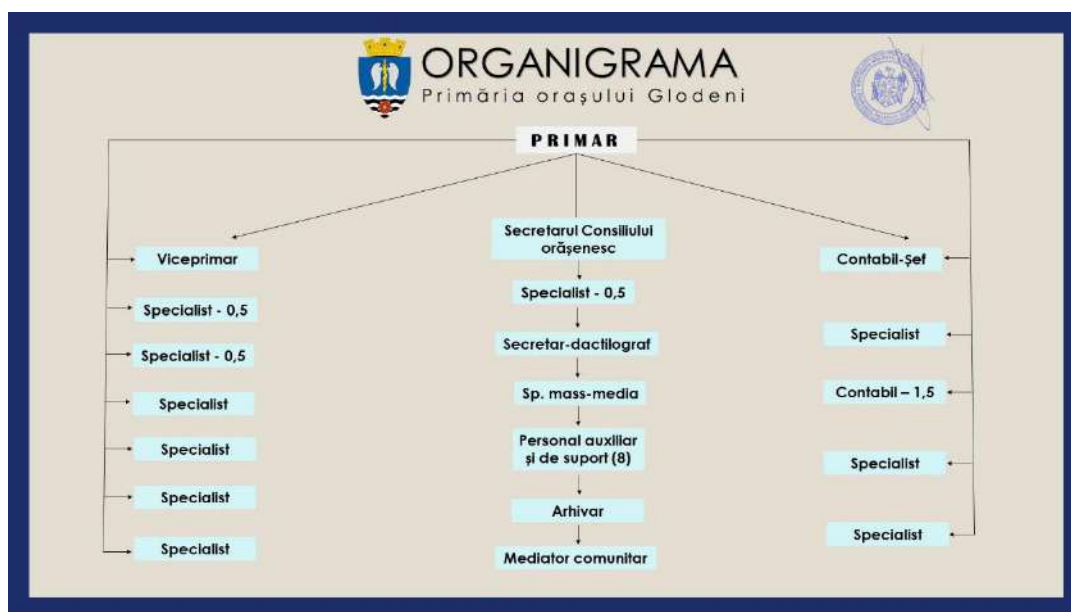 ORGANIGRAMA
Primăria orașului Glodeni
PRIMAR
Viceprimar
Specialist - 0,5
Specialist - 0,5
Specialist
Specialist
Specialist
Specialist
Secretarul Consiliului
orășenesc
Specialist - 0,5
Secretar-dactilograf
Sp. mass-media
Personal auxiliar
și de suport (8)
Arhivar
Mediator comunitar
Contabil-Șef
Specialist
Contabil – 1,5
Specialist
Specialist